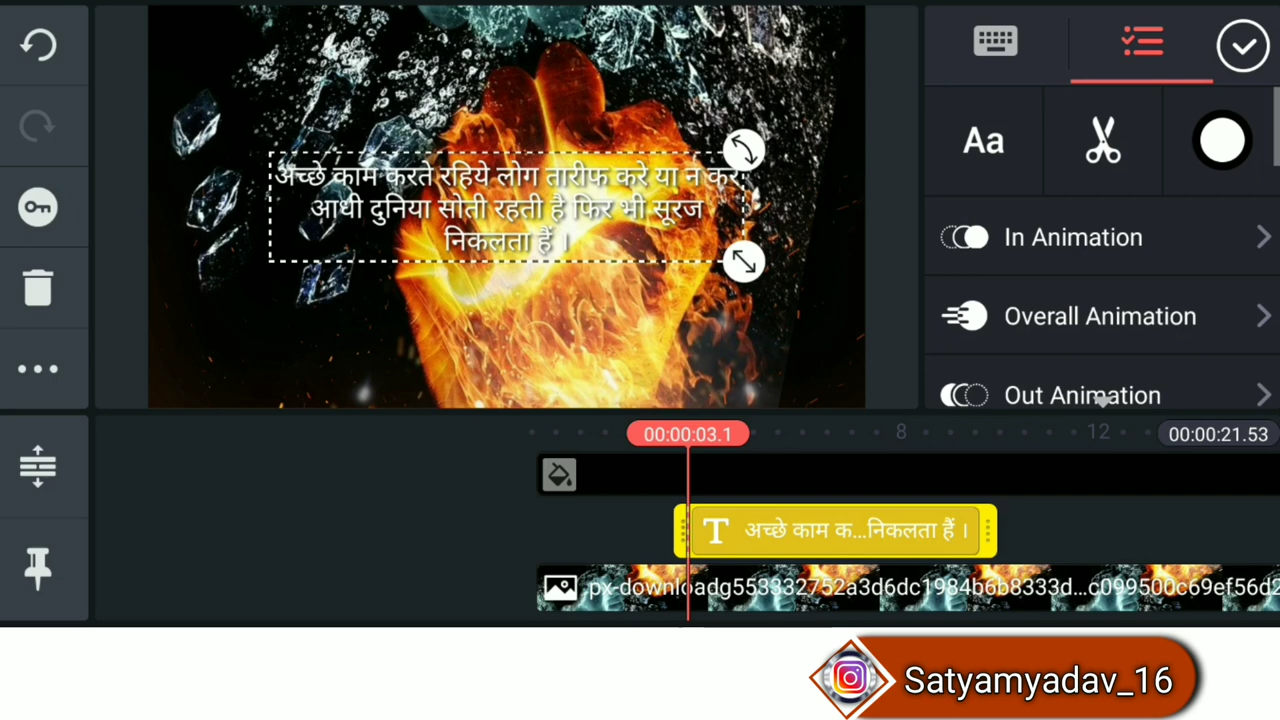 Aa
अच्छे काम करते रहिये लोग तारीफ करे या न करे
आधी दुनिया सोती रहती है फिर भी सूरज
निकलता हैं ।
In Animation
Overall Animation
Out Animation
00:00:03.1
8
12
00:00:21.53
T अच्छे काम क...निकलता हैं ।
px-downloadg553332752a3d6dc1984b6b8333d...c099500c69ef56d2
Satyamyadav_16